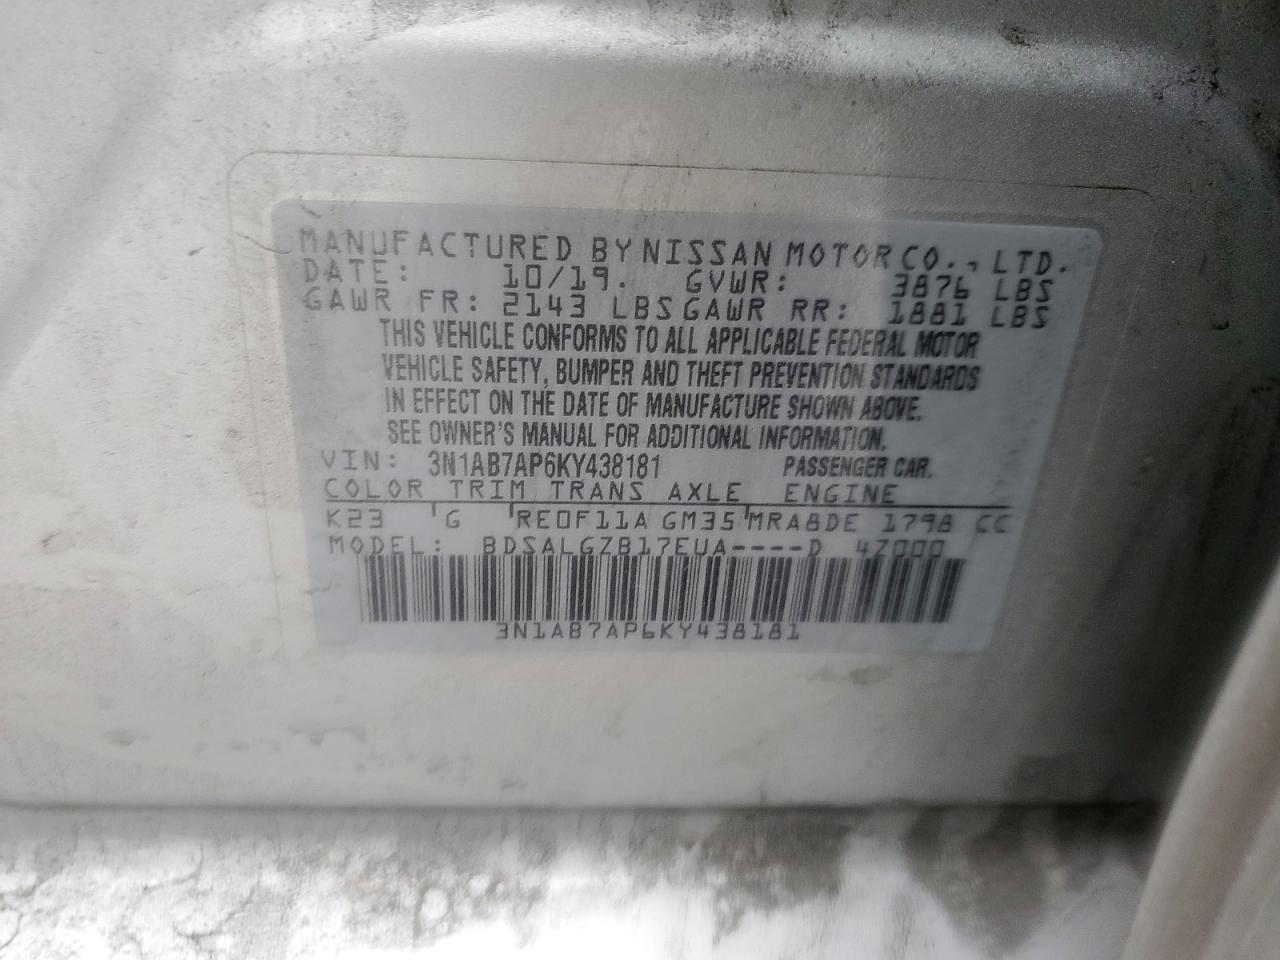 MANUFACTURED BY NISSAN MOTOR CO., LTD.
DATE: 10/19. GVWR: 3876 LBS
GAWR FR: 2143 LBS GAWR RR: 1881 LBS
THIS VEHICLE CONFORMS TO ALL APPLICABLE FEDERAL MOTOR
VEHICLE SAFETY, BUMPER AND THEFT PREVENTION STANDARDS
IN EFFECT ON THE DATE OF MANUFACTURE SHOWN ABOVE.
SEE OWNER'S MANUAL FOR ADDITIONAL INFORMATION.
VIN: 3N1AB7AP6KY438181 PASSENGER CAR.
COLOR TRIM TRANS AXLE ENGINE
K23 G RE0F11A GM35 MRA8DE 1798 CC
MODEL: BDSALGZB17EUA----D 47000
3N1AB7AP6KY438181